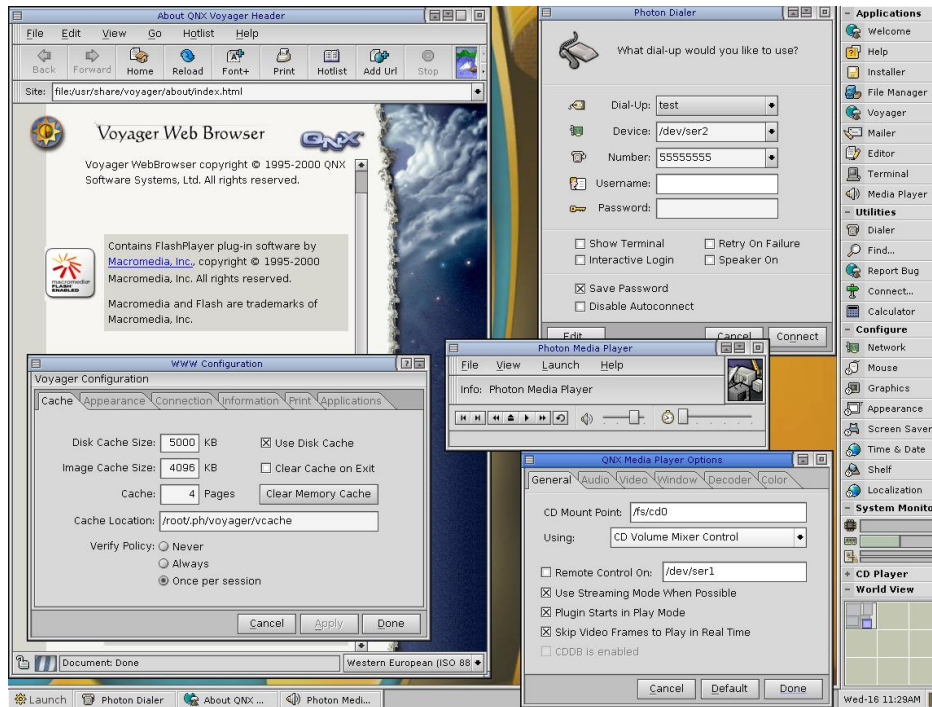 About QNX Voyager Header
File Edit View Go Hotlist Help
Back Forward Home Reload Font+ Print Hotlist Add Url Stop
Site: file:/usr/share/voyager/about/index.html
Voyager Web Browser
QNX
Voyager WebBrowser copyright © 1995-2000 QNX
Software Systems, Ltd. All rights reserved.
macromedia
FLASH
ENABLED
Contains FlashPlayer plug-in software by
Macromedia, Inc., copyright © 1995-2000
Macromedia, Inc. All rights reserved.
Macromedia and Flash are trademarks of
Macromedia, Inc.
Document: Done
Western European (ISO 88
WWW Configuration
Voyager Configuration
Cache Appearance Connection Information Print Applications
Disk Cache Size: 5000 KB
Use Disk Cache
Image Cache Size: 4096 KB
Clear Cache on Exit
Cache: 4 Pages
Clear Memory Cache
Cache Location: /root/.ph/voyager/vcache
Verify Policy: Never
Always
Once per session
Cancel Apply Done
Photon Dialer
What dial-up would you like to use?
Dial-Up: test
Device: /dev/ser2
Number: 55555555
Username:
Password:
Show Terminal
Retry On Failure
Interactive Login
Speaker On
Save Password
Disable Autoconnect
Edit Cancel Connect
Photon Media Player
File View Launch Help
Info: Photon Media Player
QNX Media Player Options
General Audio Video Window Decoder Color
CD Mount Point: /fs/cd0
Using: CD Volume Mixer Control
Remote Control On: /dev/ser1
Use Streaming Mode When Possible
Plugin Starts in Play Mode
Skip Video Frames to Play in Real Time
CDDB is enabled
Cancel Default Done
− Applications
Welcome
Help
Installer
File Manager
Voyager
Mailer
Editor
Terminal
Media Player
− Utilities
Dialer
Find...
Report Bug
Connect...
Calculator
− Configure
Network
Mouse
Graphics
Appearance
Screen Saver
Time & Date
Shelf
Localization
− System Monito
+ CD Player
− World View
Launch
Photon Dialer
About QNX ...
Photon Medi...
Wed-16 11:29AM